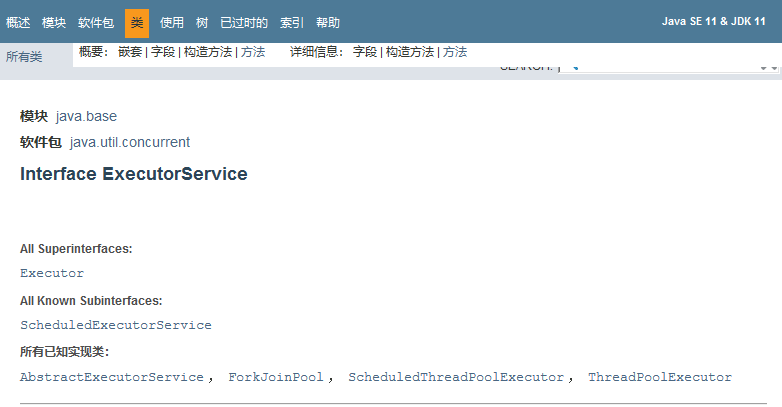 概述 模块 软件包 类 使用 树 已过时的 索引 帮助 Java SE 11 & JDK 11
所有类 概要： 嵌套 | 字段 | 构造方法 | 方法 详细信息： 字段 | 构造方法 | 方法
SEARCH:
模块 java.base
软件包 java.util.concurrent
Interface ExecutorService
All Superinterfaces:
Executor
All Known Subinterfaces:
ScheduledExecutorService
所有已知实现类：
AbstractExecutorService ， ForkJoinPool ， ScheduledThreadPoolExecutor ， ThreadPoolExecutor